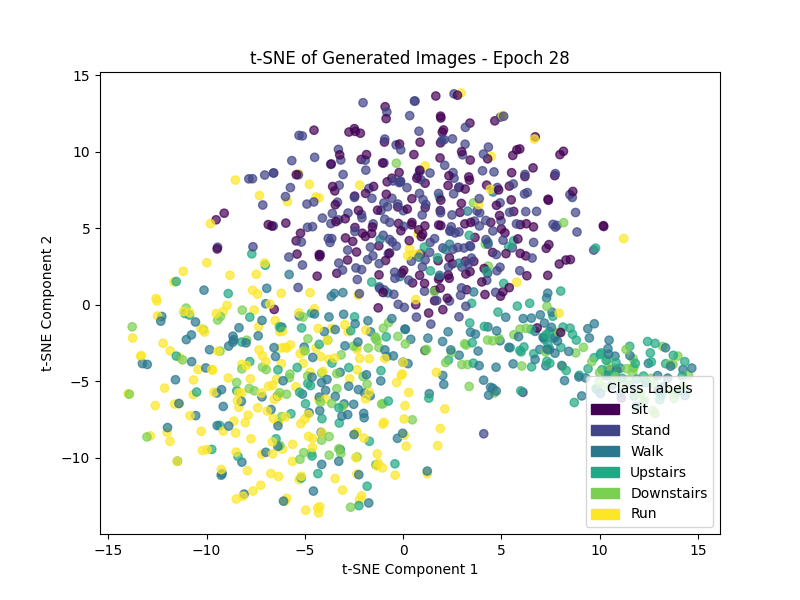 t-SNE of Generated Images - Epoch 28
15
10
5
0
−5
−10
−15
−10
−5
0
5
10
15
t-SNE Component 2
t-SNE Component 1
Class Labels
Sit
Stand
Walk
Upstairs
Downstairs
Run